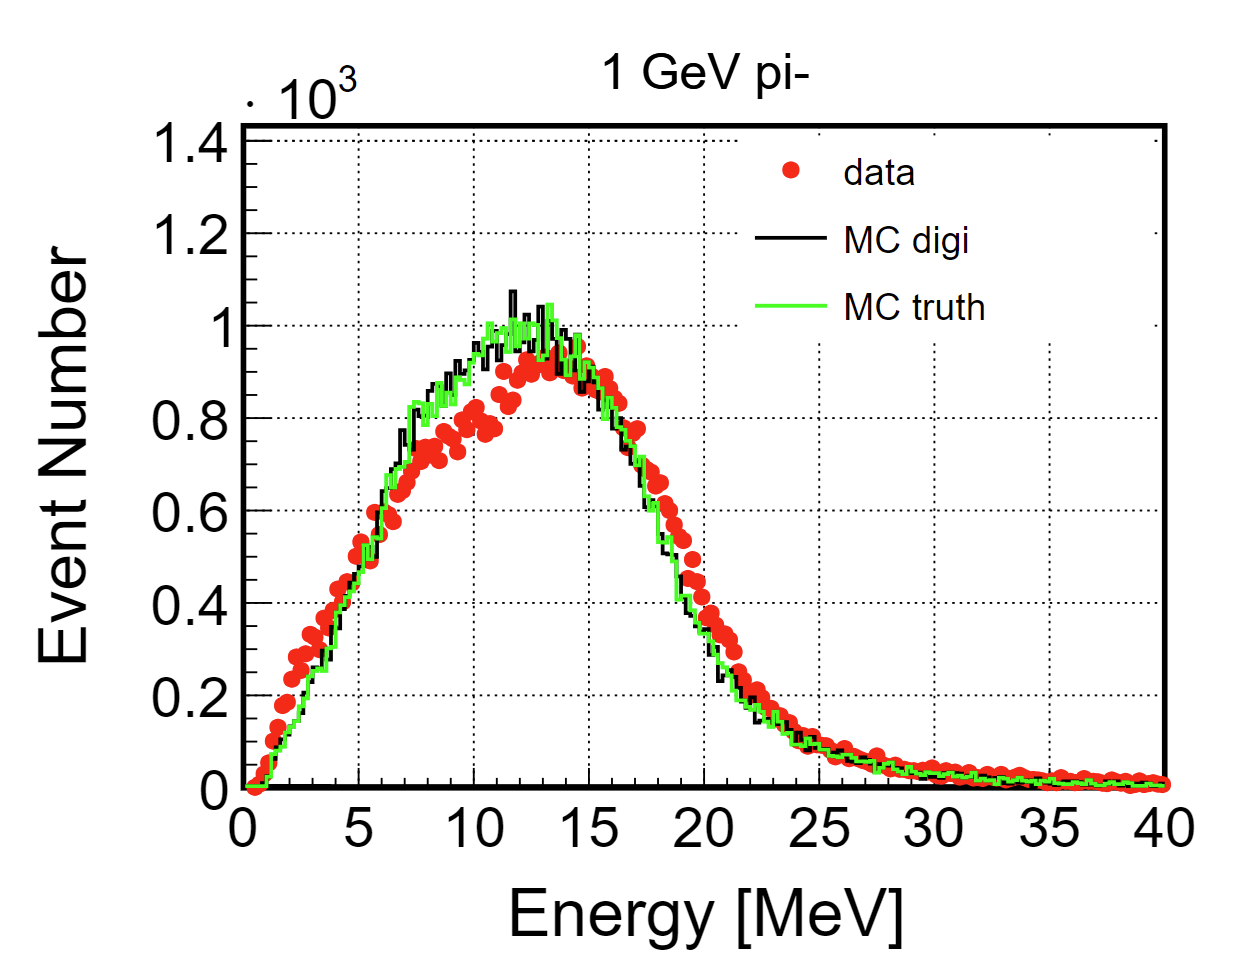 1 GeV pi-
· 10³
1.4
1.2
1
0.8
0.6
0.4
0.2
0
0 5 10 15 20 25 30 35 40
Event Number
Energy [MeV]
data
MC digi
MC truth